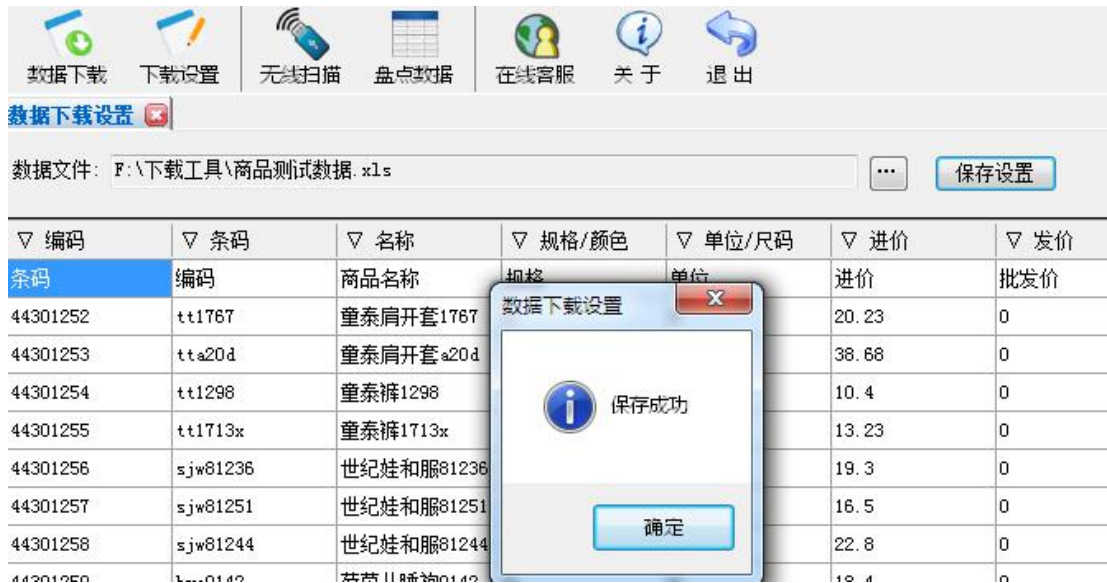 数据下载 下载设置 无线扫描 盘点数据 在线客服 关于 退出
数据下载设置
数据文件: F:\下载工具\商品测试数据.xls ... 保存设置
▽ 编码 ▽ 条码 ▽ 名称 ▽ 规格/颜色 ▽ 单位/尺码 ▽ 进价 ▽ 发价
条码 编码 商品名称 规格 单位 进价 批发价
数据下载设置
44301252 tt1767 童泰肩开套1767 20.23 0
44301253 tta20d 童泰肩开套a20d 38.68 0
44301254 tt1298 童泰裤1298 10.4 0
保存成功
44301255 tt1713x 童泰裤1713x 13.23 0
44301256 sjw81236 世纪娃和服81236 19.3 0
44301257 sjw81251 世纪娃和服81251 16.5 0
确定
44301258 sjw81244 世纪娃和服81244 22.8 0